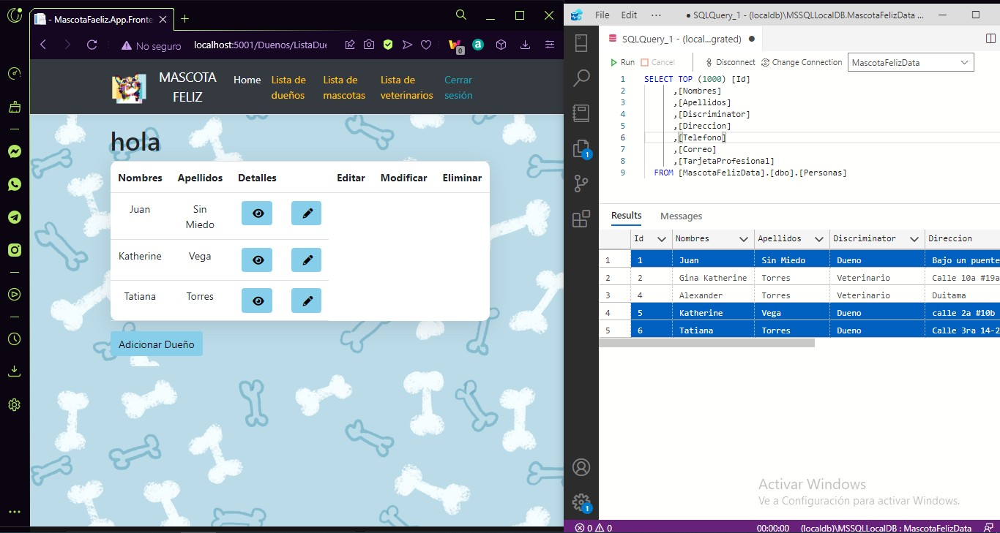 - MascotaFaeliz.App.Fronte
No seguro
localhost:5001/Duenos/ListaDue
0
MASCOTA
FELIZ
Home
Lista de
dueños
Lista de
mascotas
Lista de
veterinarios
Cerrar
sesión
hola
Nombres Apellidos Detalles Editar Modificar Eliminar
Juan Sin
Miedo
Katherine Vega
Tatiana Torres
Adicionar Dueño
File Edit ··· ● SQLQuery_1 - (localdb)\MSSQLLocalDB.MascotaFelizData ...
SQLQuery_1 - (local...grated) ●
Run Cancel Disconnect Change Connection MascotaFelizData
1 SELECT TOP (1000) [Id]
2 ,[Nombres]
3 ,[Apellidos]
4 ,[Discriminator]
5 ,[Direccion]
6 ,[Telefono]
7 ,[Correo]
8 ,[TarjetaProfesional]
9 FROM [MascotaFelizData].[dbo].[Personas]
1
Results Messages
Id Nombres Apellidos Discriminator Direccion
1 1 Juan Sin Miedo Dueno Bajo un puente
2 2 Gina Katherine Torres Veterinario Calle 10a #19a
3 4 Alexander Torres Veterinario Duitama
4 5 Katherine Vega Dueno calle 2a #10b
5 6 Tatiana Torres Dueno Calle 3ra 14-2
Activar Windows
Ve a Configuración para activar Windows.
1
0 0 00:00:00 (localdb)\MSSQLLocalDB : MascotaFelizData